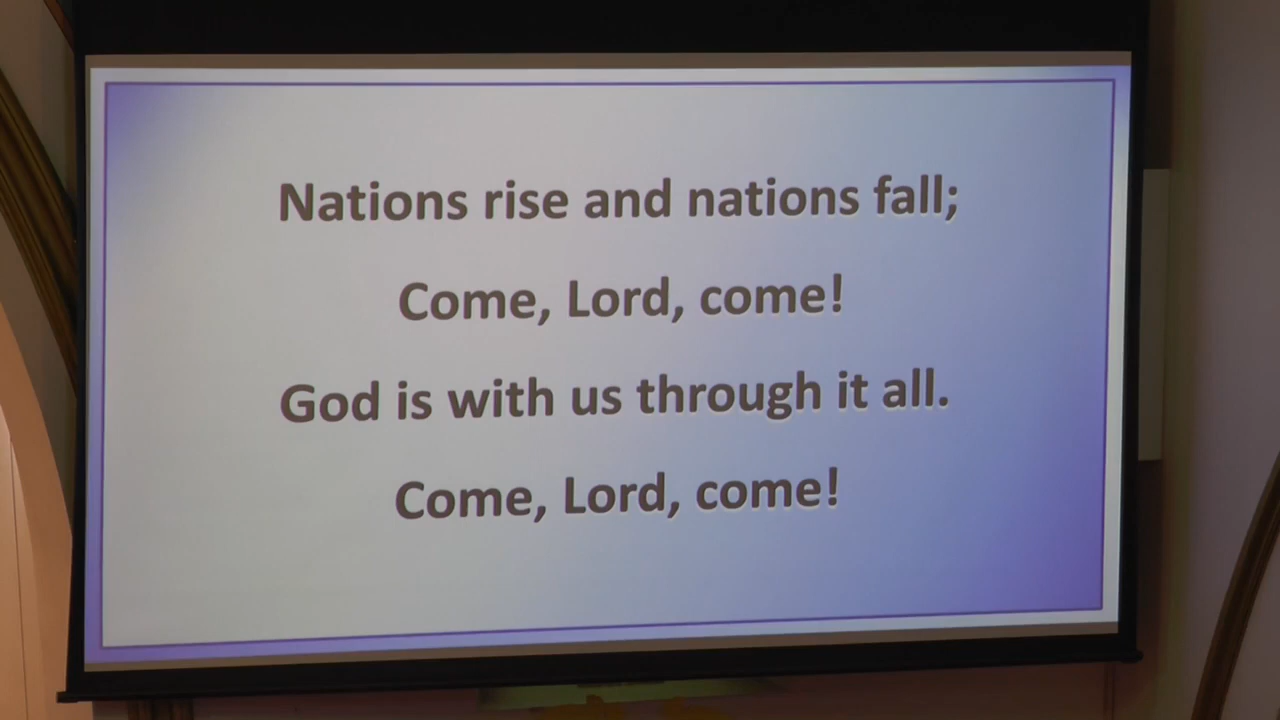 Nations rise and nations fall;
Come, Lord, come!
God is with us through it all.
Come, Lord, come!